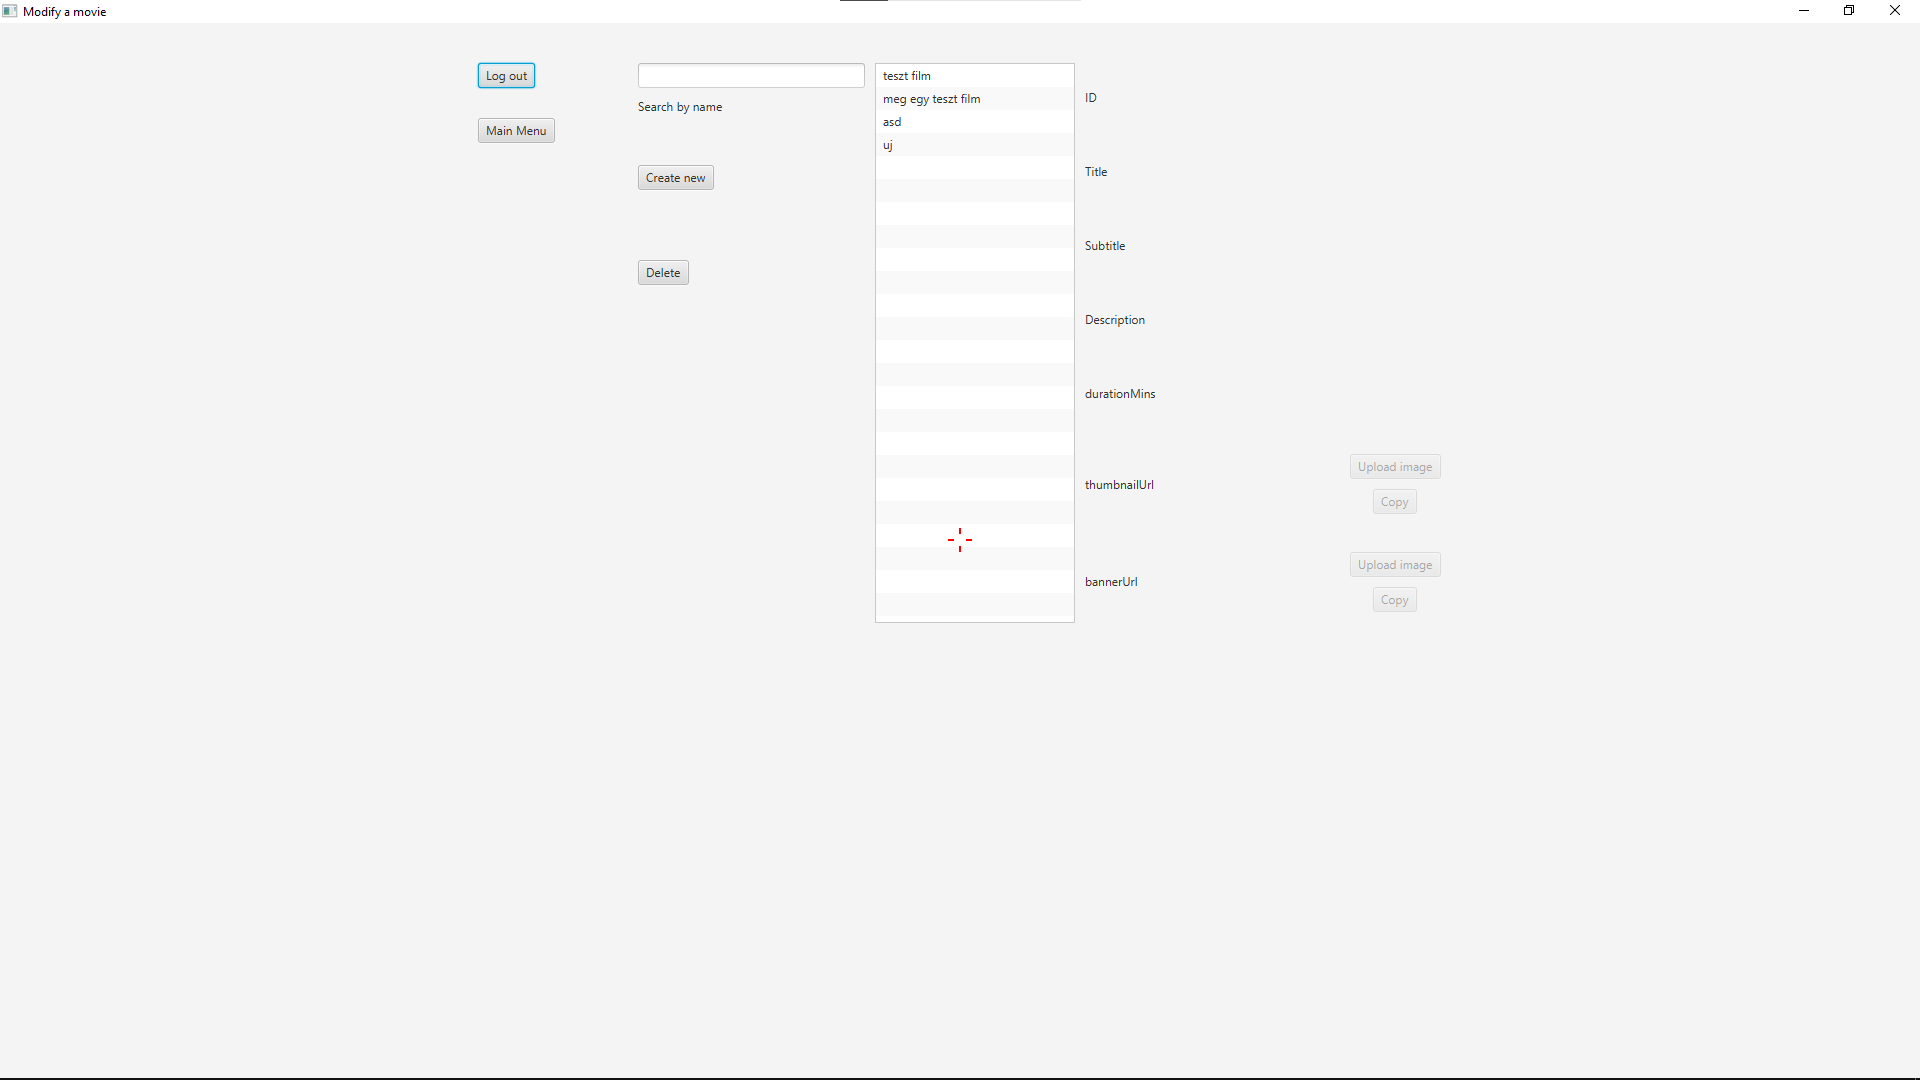 Modify a movie
Log out
Main Menu
Search by name
Create new
Delete
teszt film
meg egy teszt film
asd
uj
ID
Title
Subtitle
Description
durationMins
thumbnailUrl
Upload image
Copy
bannerUrl
Upload image
Copy